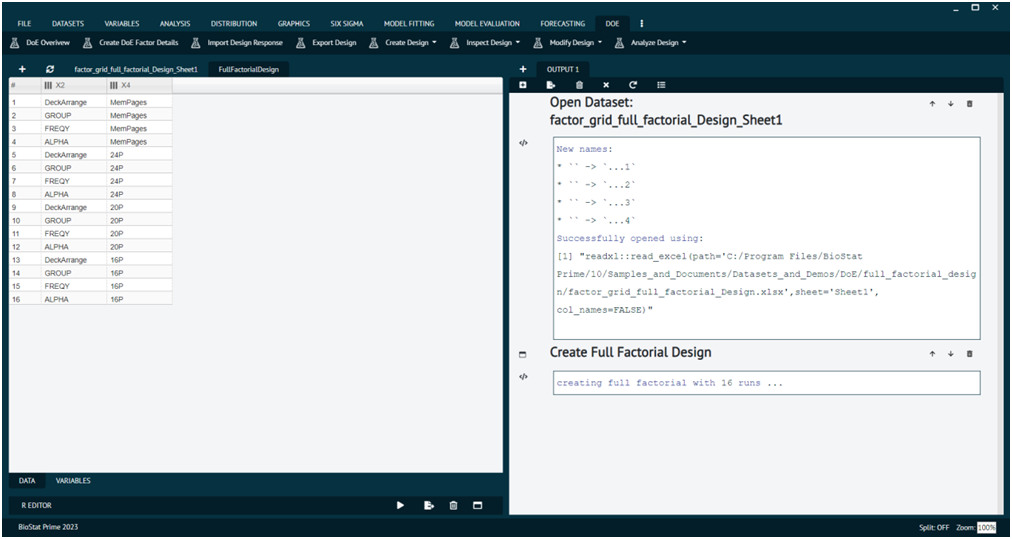 FILE DATASETS VARIABLES ANALYSIS DISTRIBUTION GRAPHICS SIX SIGMA MODEL FITTING MODEL EVALUATION FORECASTING DOE
DoE Overivew Create DoE Factor Details Import Design Response Export Design Create Design Inspect Design Modify Design Analyze Design
factor_grid_full_factorial_Design_Sheet1 FullFactorialDesign
# X2 X4
1 DeckArrange MemPages
2 GROUP MemPages
3 FREQY MemPages
4 ALPHA MemPages
5 DeckArrange 24P
6 GROUP 24P
7 FREQY 24P
8 ALPHA 24P
9 DeckArrange 20P
10 GROUP 20P
11 FREQY 20P
12 ALPHA 20P
13 DeckArrange 16P
14 GROUP 16P
15 FREQY 16P
16 ALPHA 16P
DATA VARIABLES
R EDITOR
OUTPUT 1
Open Dataset:
factor_grid_full_factorial_Design_Sheet1
New names:
* `` -> `...1`
* `` -> `...2`
* `` -> `...3`
* `` -> `...4`
Successfully opened using:
[1] "readxl::read_excel(path='C:/Program Files/BioStat
Prime/10/Samples_and_Documents/Datasets_and_Demos/DoE/full_factorial_desig
n/factor_grid_full_factorial_Design.xlsx',sheet='Sheet1',
col_names=FALSE)"
Create Full Factorial Design
creating full factorial with 16 runs ...
BioStat Prime 2023
Split: OFF Zoom: 100%